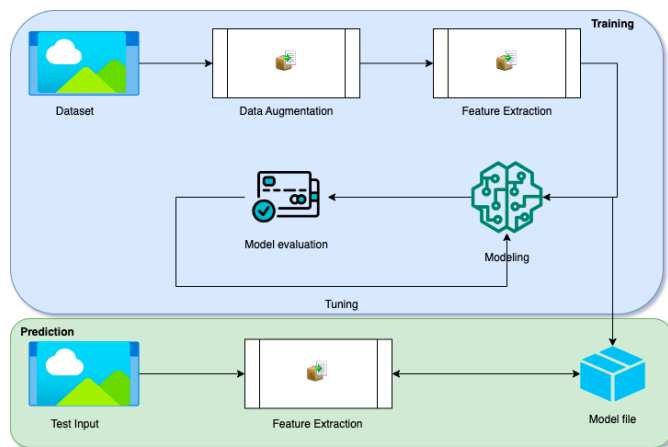 Training
Dataset
Data Augmentation
Feature Extraction
Model evaluation
Modeling
Tuning
Prediction
Test Input
Feature Extraction
Model file